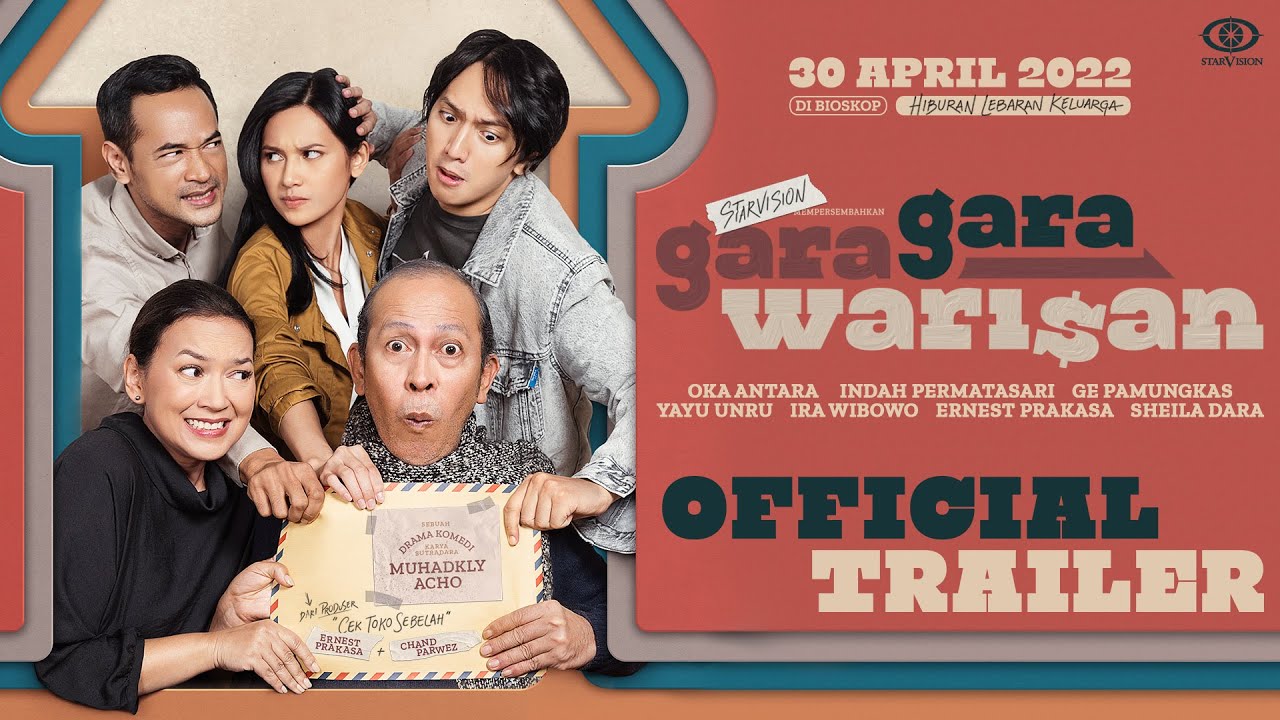 STARVISION
30 APRIL 2022
DI BIOSKOP HIBURAN LEBARAN KELUARGA
STARVISION
MEMPERSEMBAHKAN
gara gara
wari$an
OKA ANTARA INDAH PERMATASARI GE PAMUNGKAS
YAYU UNRU IRA WIBOWO ERNEST PRAKASA SHEILA DARA
OFFICIAL
TRAILER
SEBUAH
DRAMA KOMEDI
KARYA
SUTRADARA
MUHADKLY
ACHO
DARI PRODUSER
"CEK TOKO SEBELAH"
ERNEST PRAKASA + CHAND PARWEZ